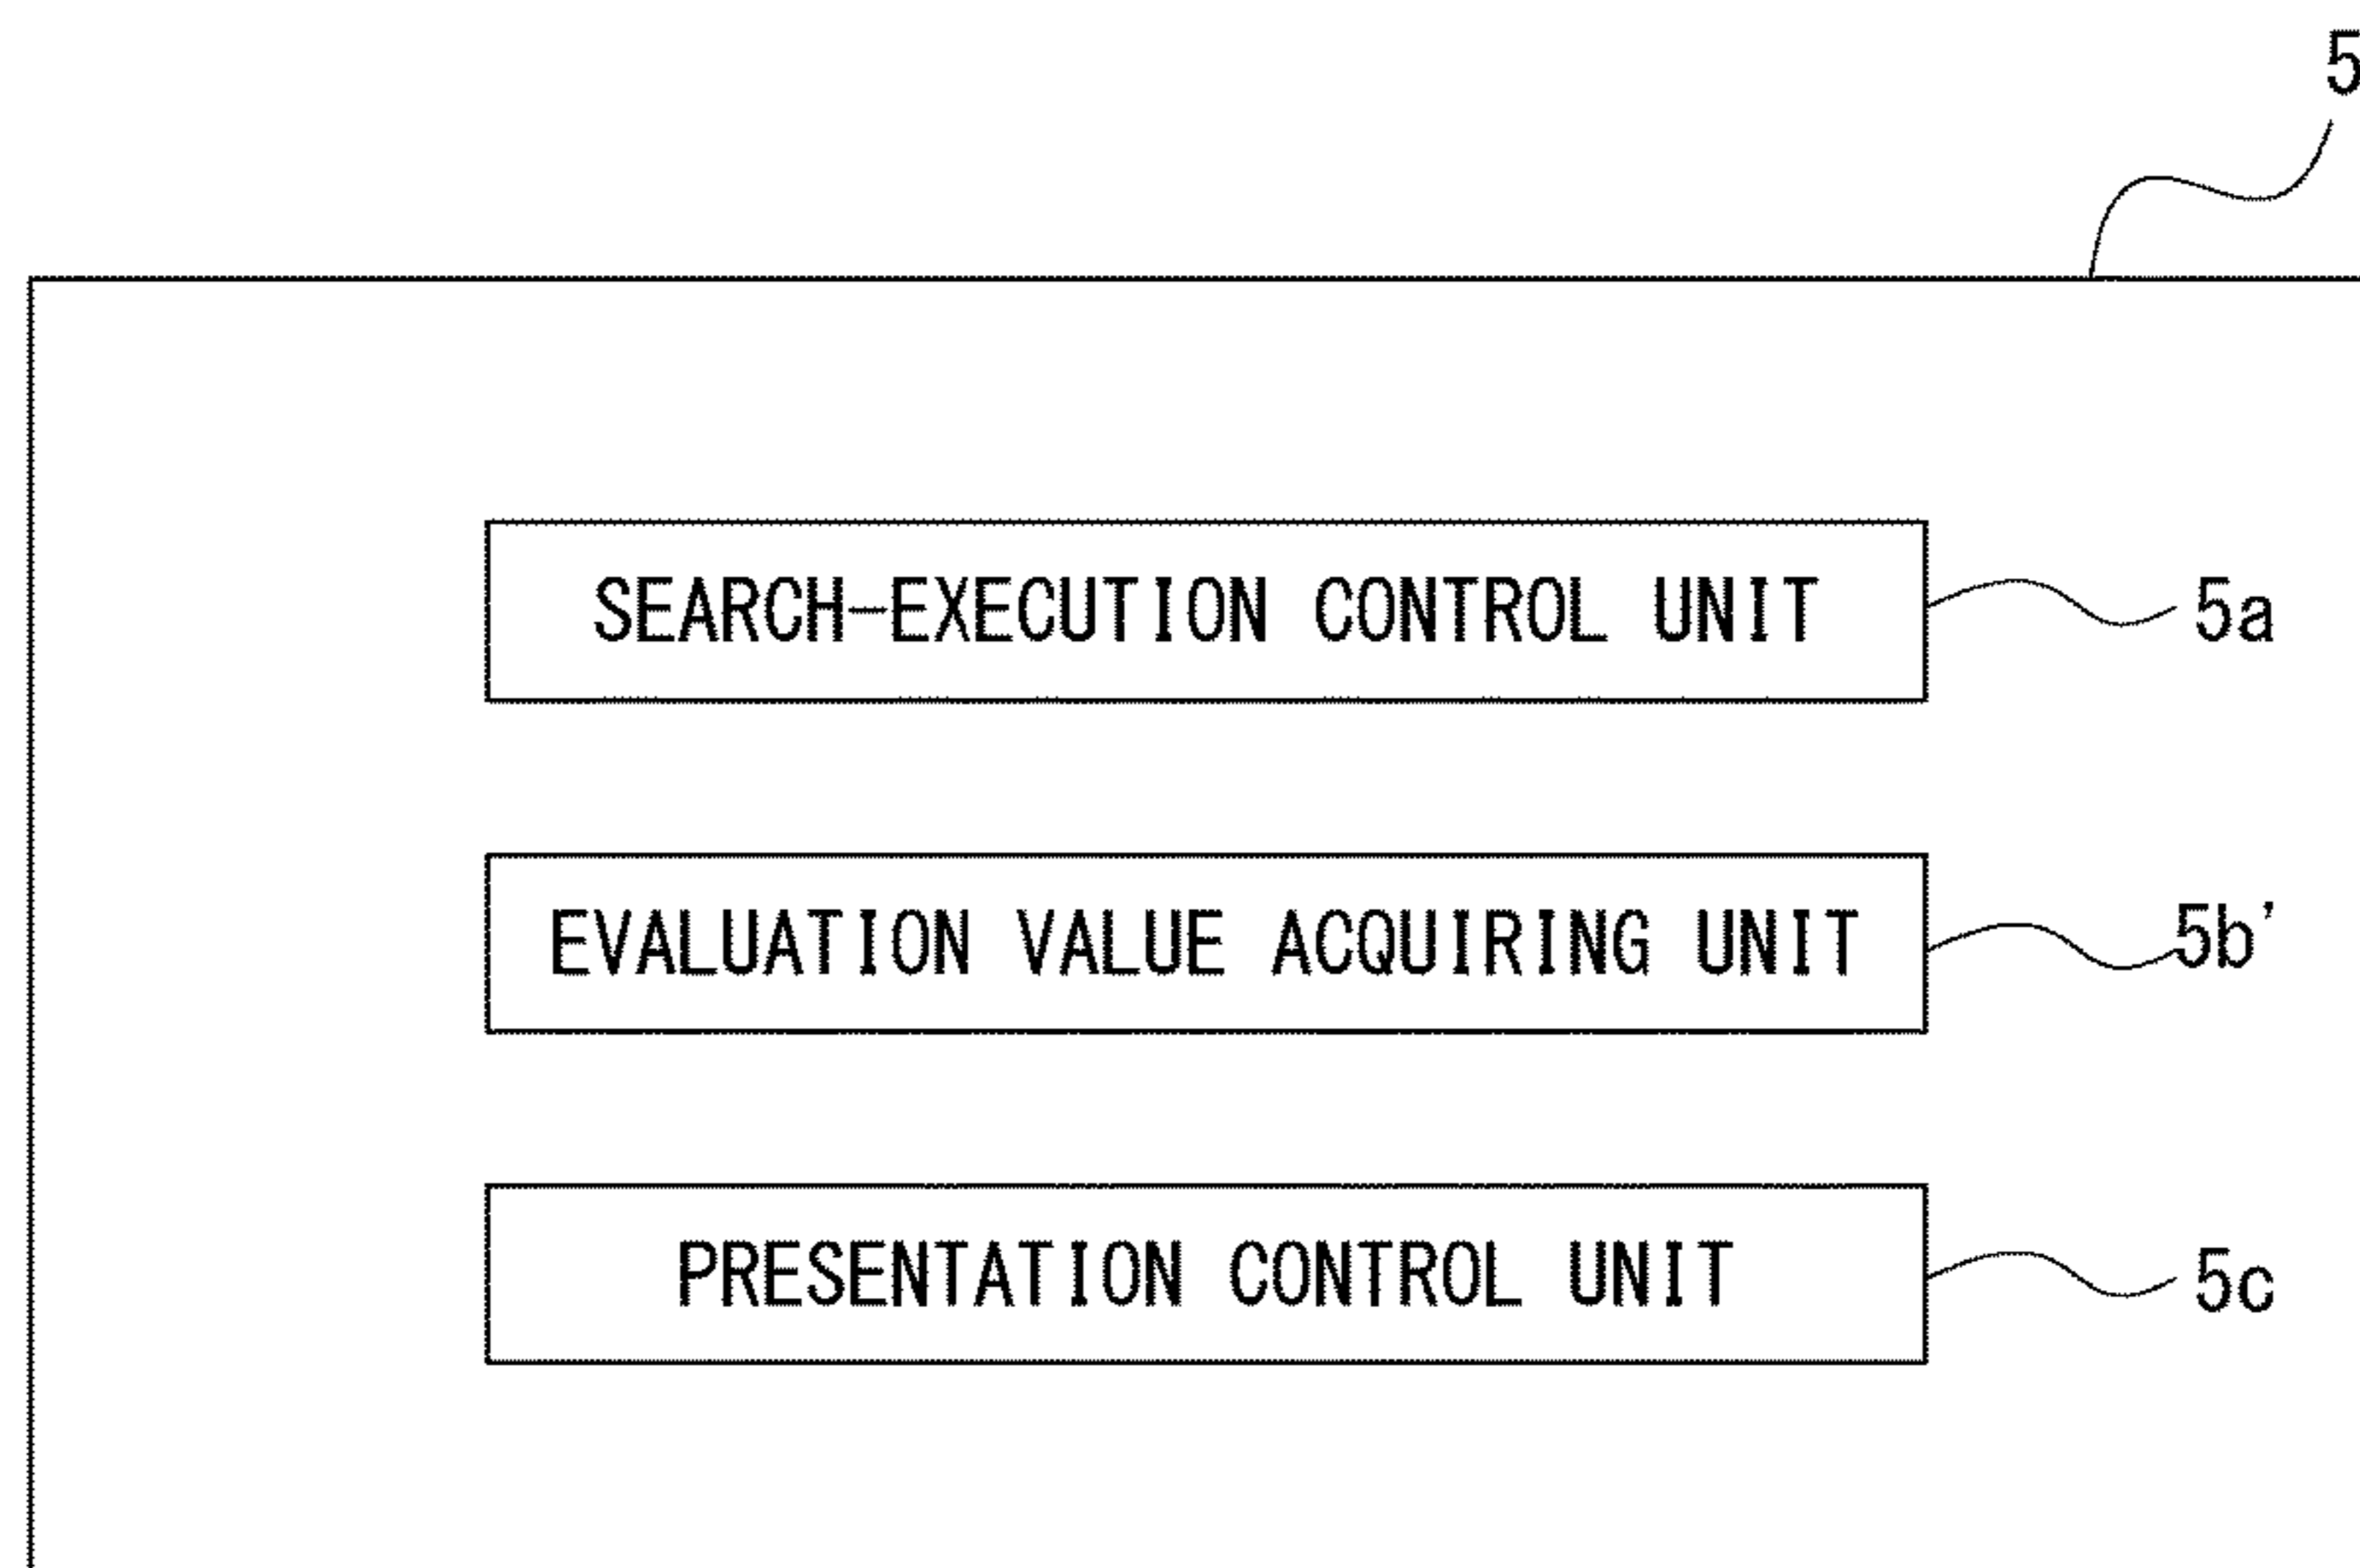 5
SEARCH-EXECUTION CONTROL UNIT 5a
EVALUATION VALUE ACQUIRING UNIT 5b'
PRESENTATION CONTROL UNIT 5c